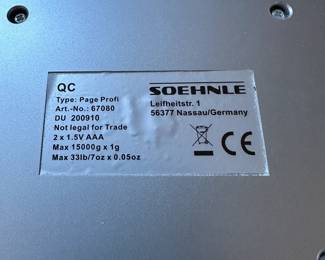 QC
Type: Page Profi
Art.-No.: 67080
DU 200910
Not legal for Trade
2 x 1.5V AAA
Max 15000g x 1g
Max 33lb/7oz x 0.05oz
SOEHNLE
Leifheitstr. 1
56377 Nassau/Germany
CE